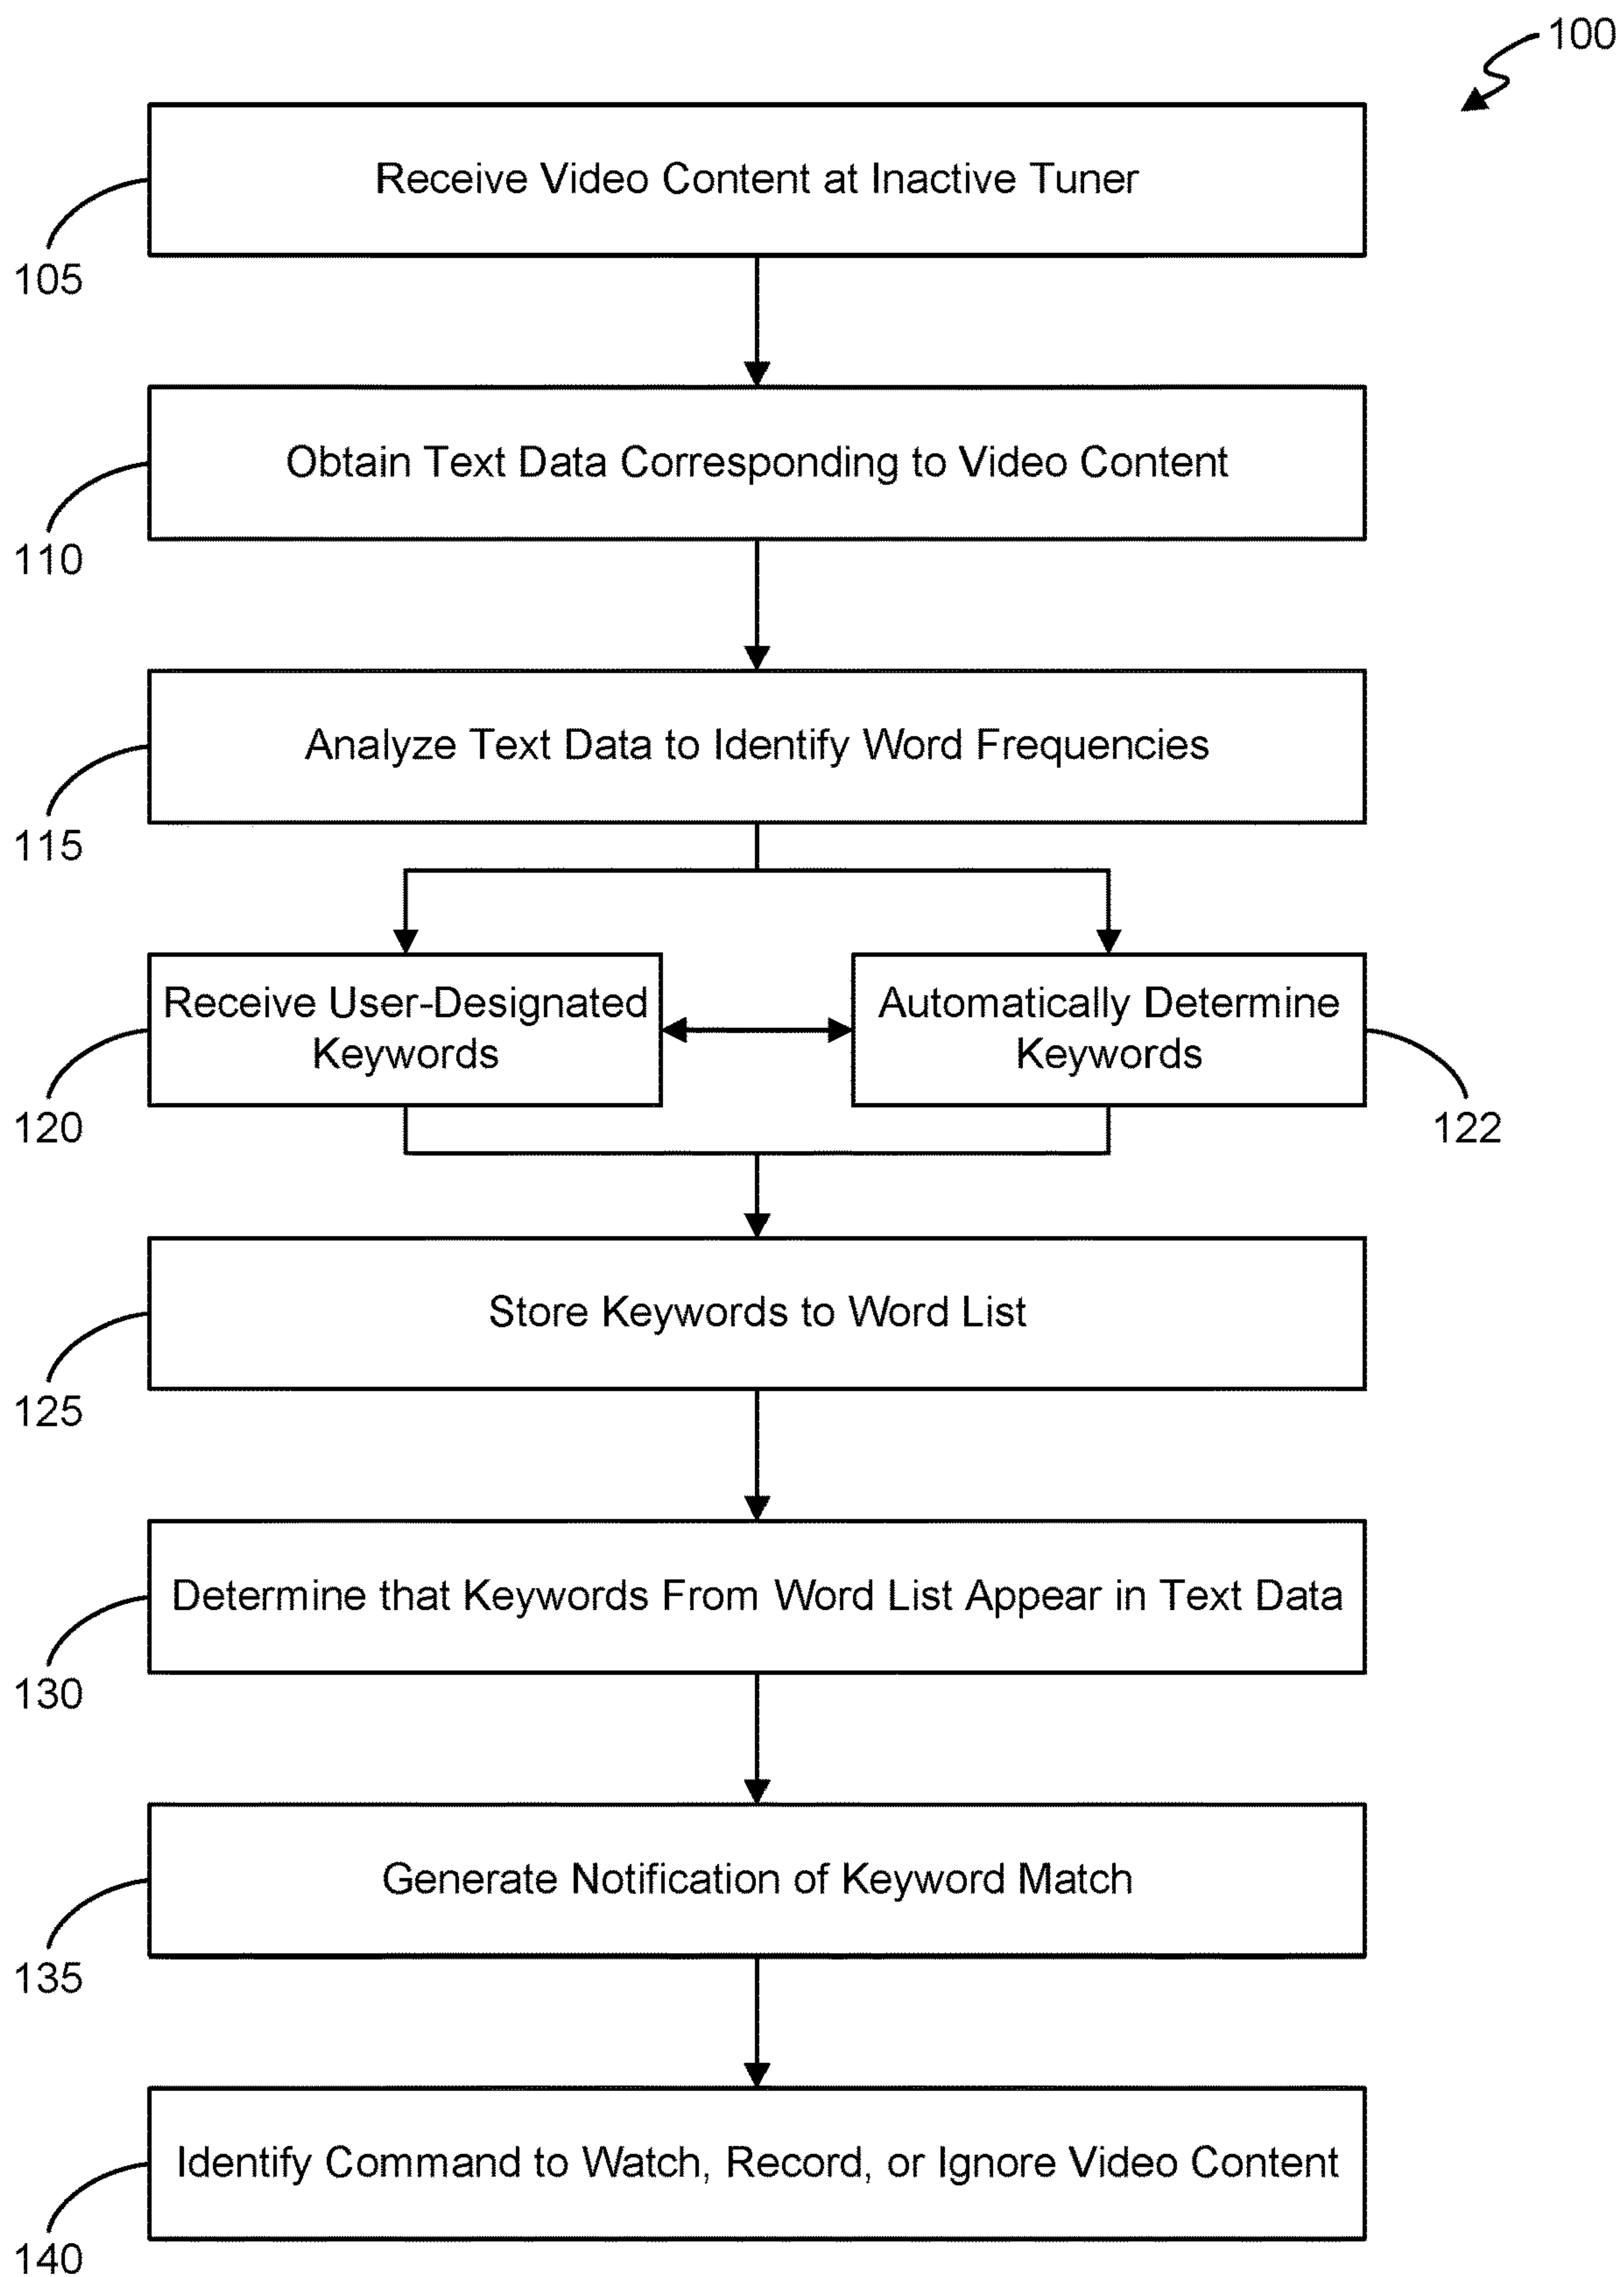 100
Receive Video Content at Inactive Tuner
105
Obtain Text Data Corresponding to Video Content
110
Analyze Text Data to Identify Word Frequencies
115
Receive User-Designated
Keywords
120
Automatically Determine
Keywords
122
Store Keywords to Word List
125
Determine that Keywords From Word List Appear in Text Data
130
Generate Notification of Keyword Match
135
Identify Command to Watch, Record, or Ignore Video Content
140